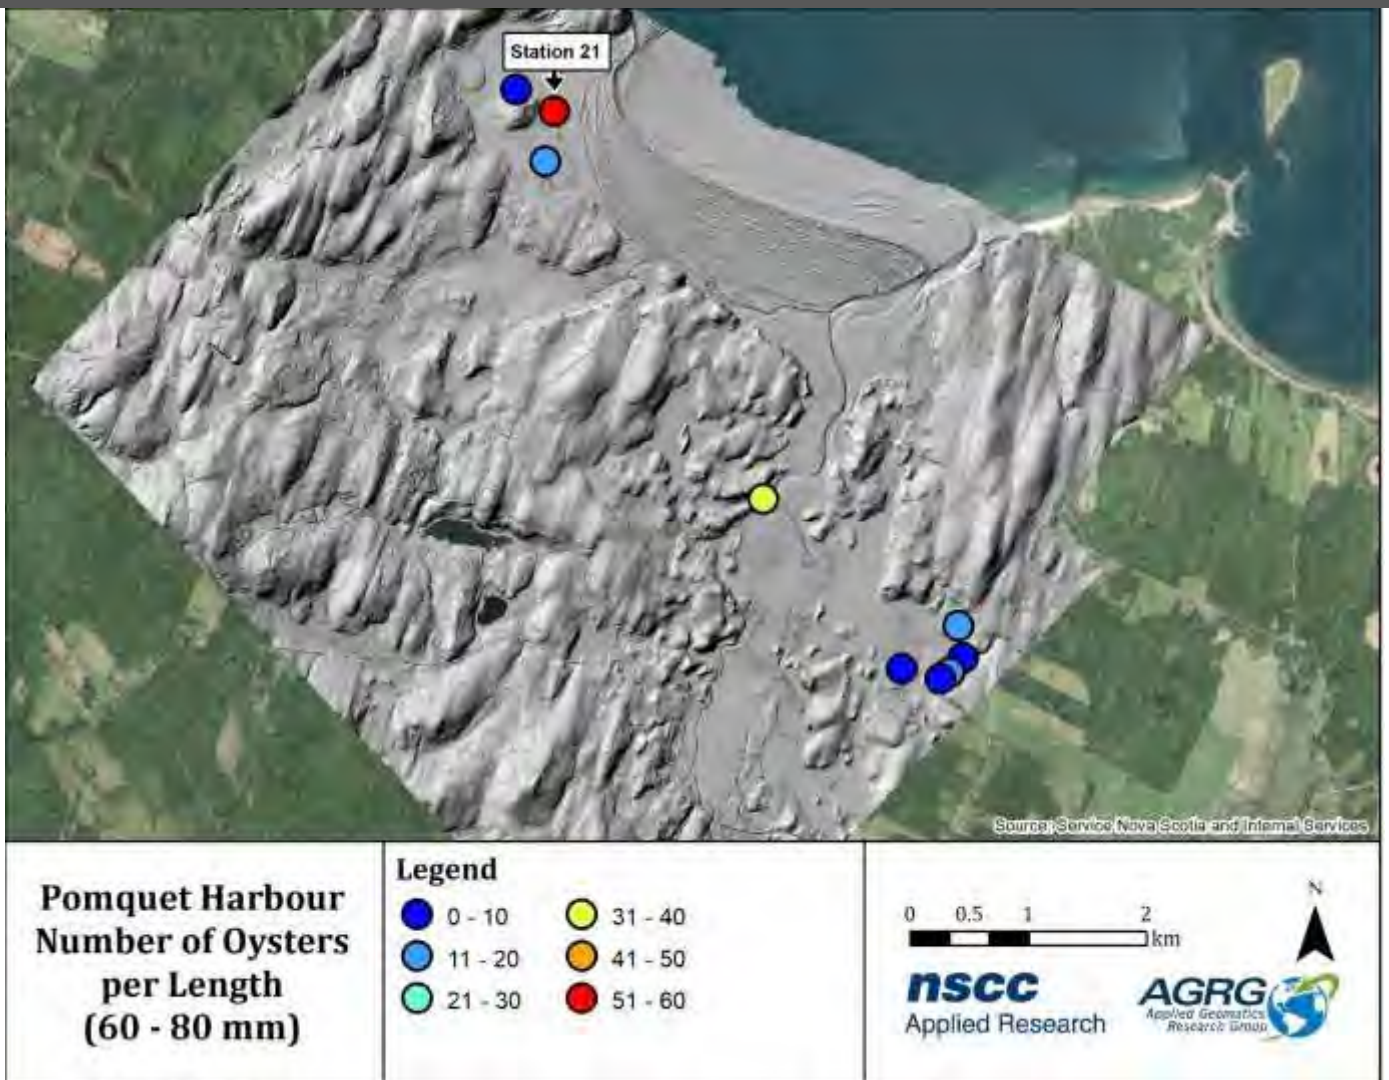 Station 21
Source: Service Nova Scotia and Internal Services
Pomquet Harbour
Number of Oysters
per Length
(60 - 80 mm)
Legend
0 - 10
11 - 20
21 - 30
31 - 40
41 - 50
51 - 60
0 0.5 1 2
km
N
nscc
Applied Research
AGRG
Applied Geomatics
Research Group